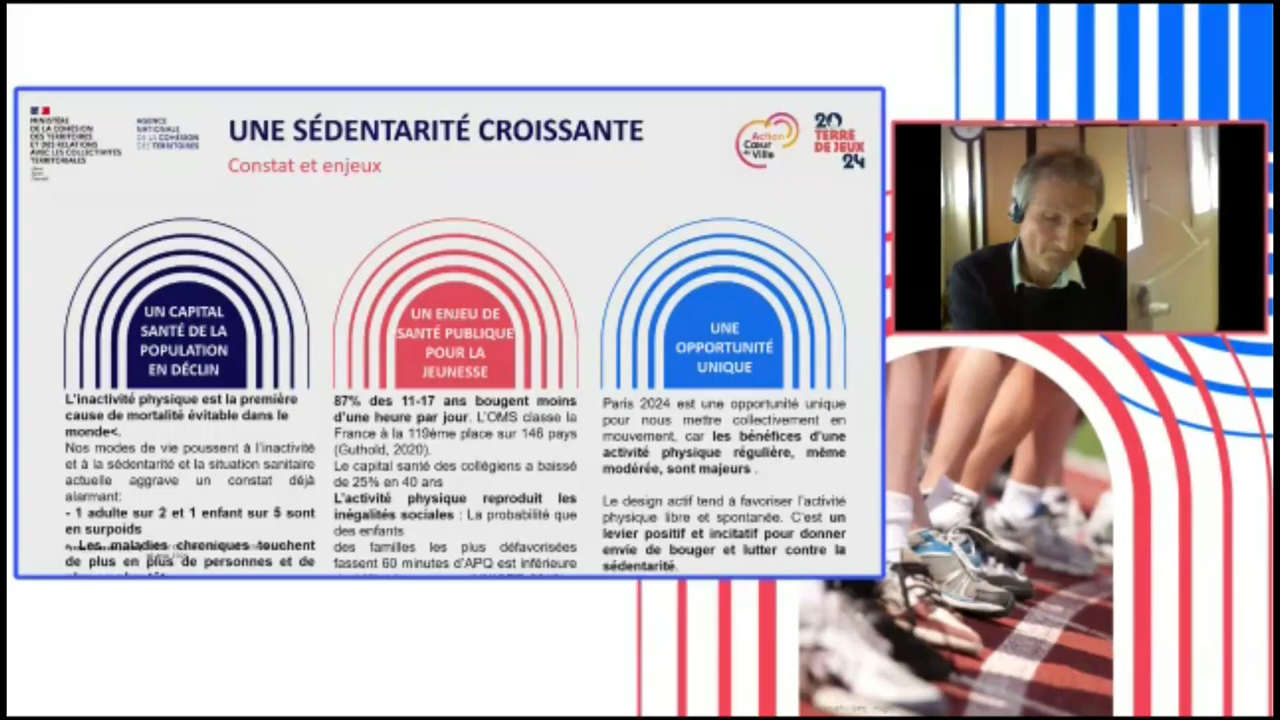 MINISTÈRE
DE LA COHÉSION
DES TERRITOIRES
ET DES RELATIONS
AVEC LES COLLECTIVITÉS
TERRITORIALES
AGENCE
NATIONALE
DE LA COHÉSION
DES TERRITOIRES
UNE SÉDENTARITÉ CROISSANTE
Constat et enjeux
Action
Cœur
de Ville
20
TERRE
DE JEUX
24
UN CAPITAL
SANTÉ DE LA
POPULATION
EN DÉCLIN
L'inactivité physique est la première
cause de mortalité évitable dans le
monde<.
Nos modes de vie poussent à l'inactivité
et à la sédentarité et la situation sanitaire
actuelle aggrave un constat déjà
alarmant:
- 1 adulte sur 2 et 1 enfant sur 5 sont
en surpoids
- Les maladies chroniques touchent
de plus en plus de personnes et de
UN ENJEU DE
SANTÉ PUBLIQUE
POUR LA
JEUNESSE
87% des 11-17 ans bougent moins
d'une heure par jour. L'OMS classe la
France à la 119ème place sur 146 pays
(Guthold, 2020).
Le capital santé des collégiens a baissé
de 25% en 40 ans
L'activité physique reproduit les
inégalités sociales : La probabilité que
des enfants
des familles les plus défavorisées
fassent 60 minutes d'APQ est inférieure
UNE
OPPORTUNITÉ
UNIQUE
Paris 2024 est une opportunité unique
pour nous mettre collectivement en
mouvement, car les bénéfices d'une
activité physique régulière, même
modérée, sont majeurs .
Le design actif tend à favoriser l'activité
physique libre et spontanée. C'est un
levier positif et incitatif pour donner
envie de bouger et lutter contre la
sédentarité.